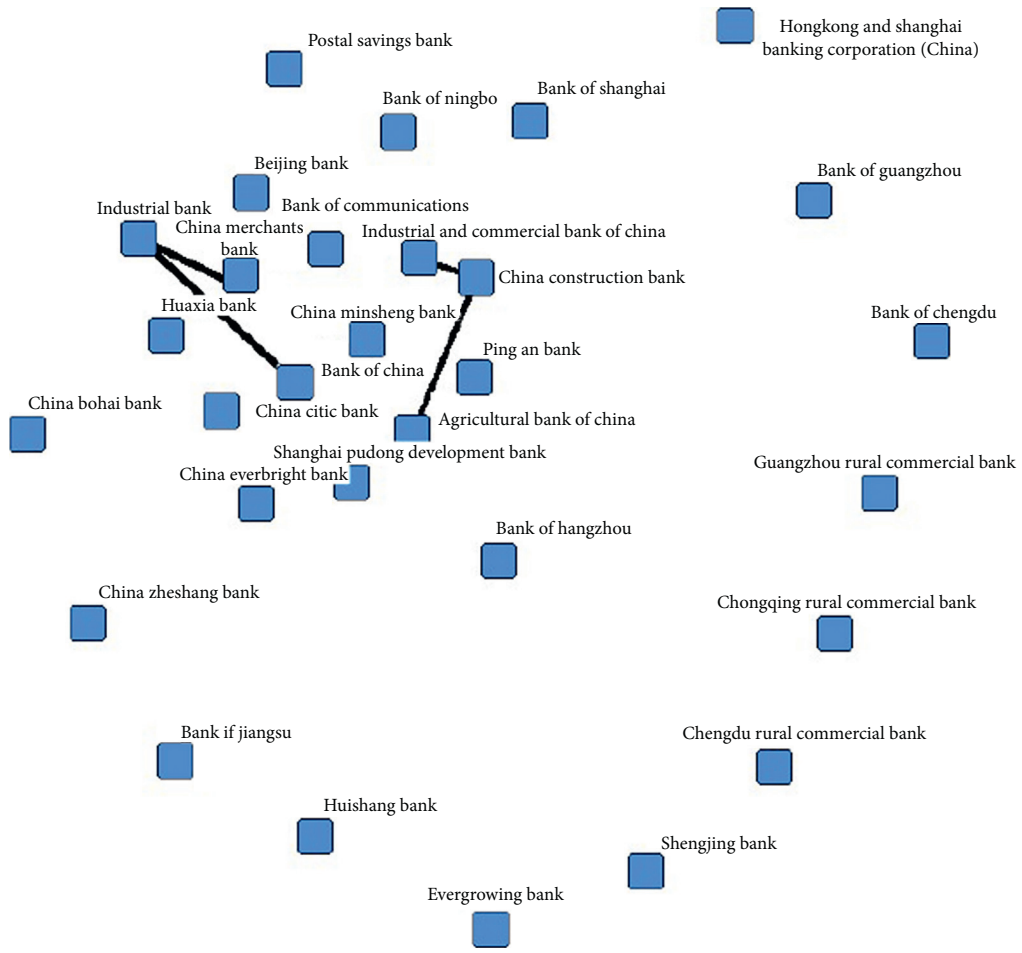 Hongkong and shanghai
banking corporation (China)
Postal savings bank
Bank of shanghai
Bank of ningbo
Beijing bank
Bank of guangzhou
Industrial bank
Bank of communications
China merchants
bank
Industrial and commercial bank of china
China construction bank
Huaxia bank
China minsheng bank
Bank of chengdu
Ping an bank
Bank of china
China bohai bank
China citic bank
Agricultural bank of china
Shanghai pudong development bank
Guangzhou rural commercial bank
China everbright bank
Bank of hangzhou
China zheshang bank
Chongqing rural commercial bank
Bank if jiangsu
Chengdu rural commercial bank
Huishang bank
Shengjing bank
Evergrowing bank